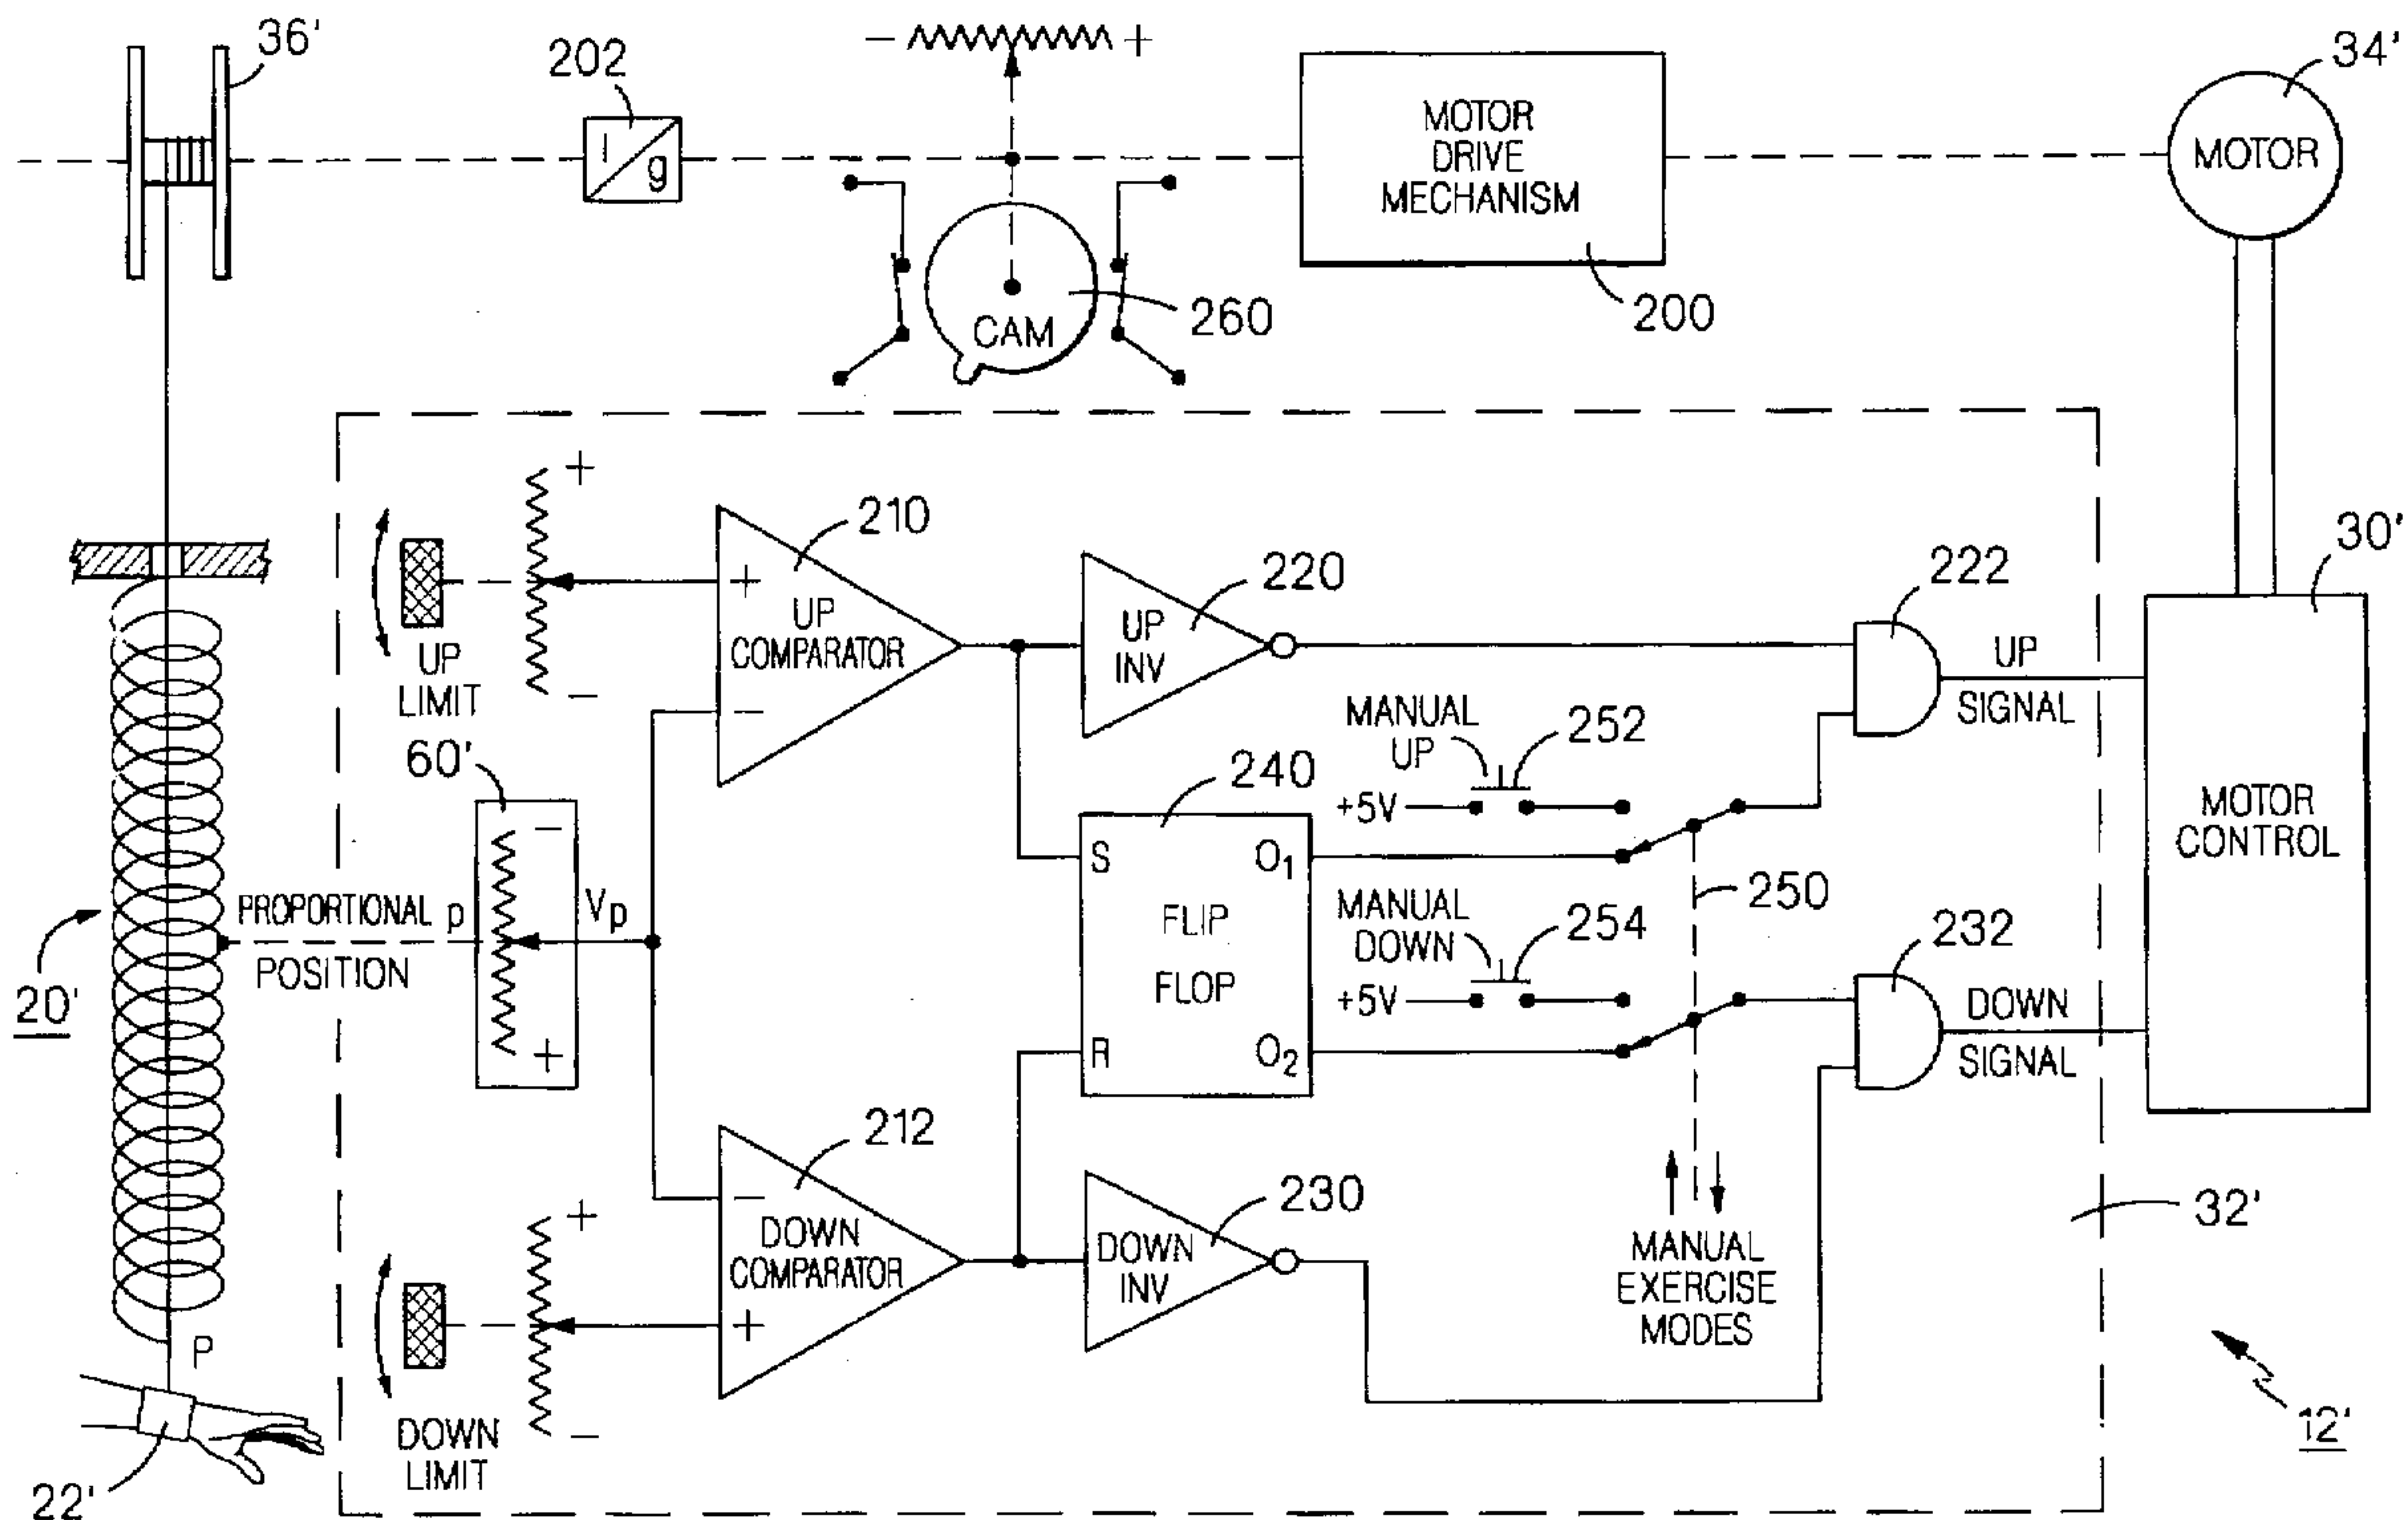 36'
202
− +
34'
1
g
MOTOR
DRIVE
MECHANISM
MOTOR
CAM
260
200
+
210
30'
220
222
+
UP
COMPARATOR
UP
INV
UP
SIGNAL
UP
LIMIT
−
−
MANUAL
UP
252
60'
240
+5V
MOTOR
CONTROL
−
S
O1
250
PROPORTIONAL p
POSITION
Vp
FLIP
FLOP
MANUAL
DOWN
254
232
20'
+5V
DOWN
SIGNAL
+
R
O2
212
230
−
+
DOWN
COMPARATOR
DOWN
INV
32'
MANUAL
EXERCISE
MODES
+
P
DOWN
LIMIT
−
12'
22'